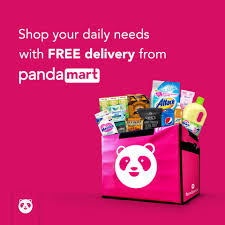 Shop your daily needs
with FREE delivery from
pandamart
Attack